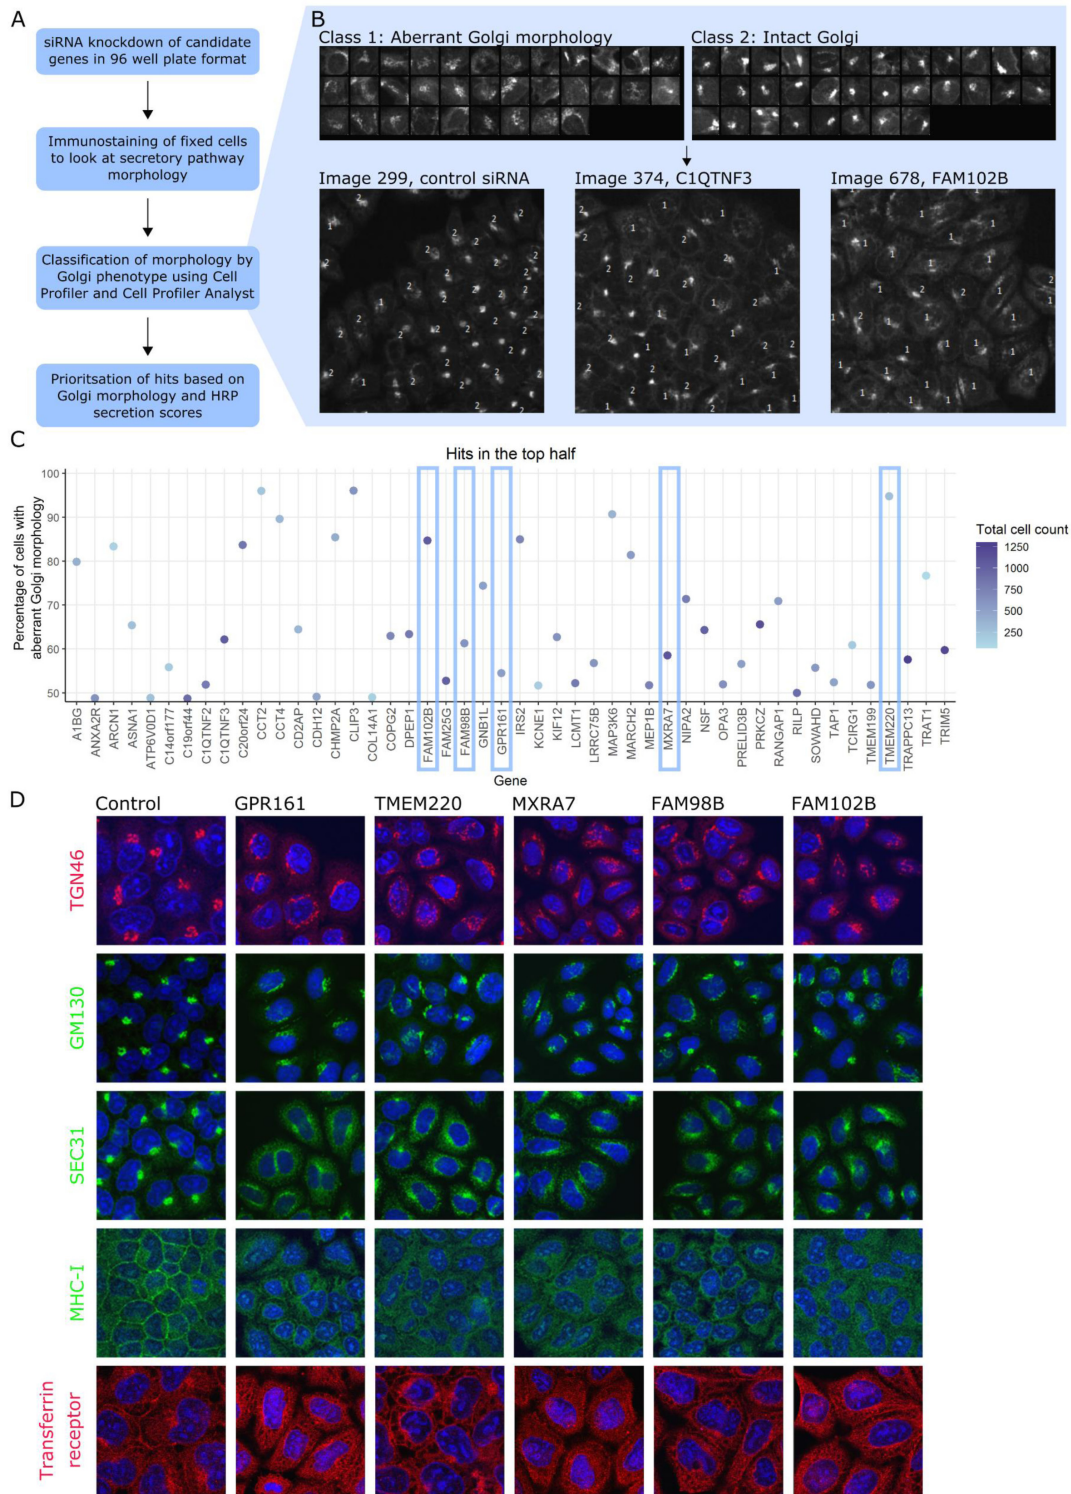 A
siRNA knockdown of candidate
genes in 96 well plate format
Immunostaining of fixed cells
to look at secretory pathway
morphology
Classification of morphology by
Golgi phenotype using Cell
Profiler and Cell Profiler Analyst
Prioritsation of hits based on
Golgi morphology and HRP
secretion scores
B
Class 1: Aberrant Golgi morphology
Class 2: Intact Golgi
Image 299, control siRNA
Image 374, C1QTNF3
Image 678, FAM102B
C
Hits in the top half
Percentage of cells with
aberrant Golgi morphology
100
90
80
70
60
50
A1BG
ANXA2R
ARCN1
ASNA1
ATP6V0D1
C14orf177
C19orf44
C1QTNF2
C1QTNF3
C20orf24
CCT2
CCT4
CD2AP
CDH12
CHMP2A
CLIP3
COL14A1
COPG2
DPEP1
FAM102B
FAM25G
FAM98B
GNB1L
GPR161
IRS2
KCNE1
KIF12
LCMT1
LRRC75B
MAP3K6
MARCH2
MEP1B
MXRA7
NIPA2
NSF
OPA3
PRELID3B
PRKCZ
RANGAP1
RILP
SOWAHD
TAP1
TCIRG1
TMEM199
TMEM220
TRAPPC13
TRAT1
TRIM5
Gene
Total cell count
1250
1000
750
500
250
D
Control
GPR161
TMEM220
MXRA7
FAM98B
FAM102B
TGN46
GM130
SEC31
MHC-I
Transferrin
receptor